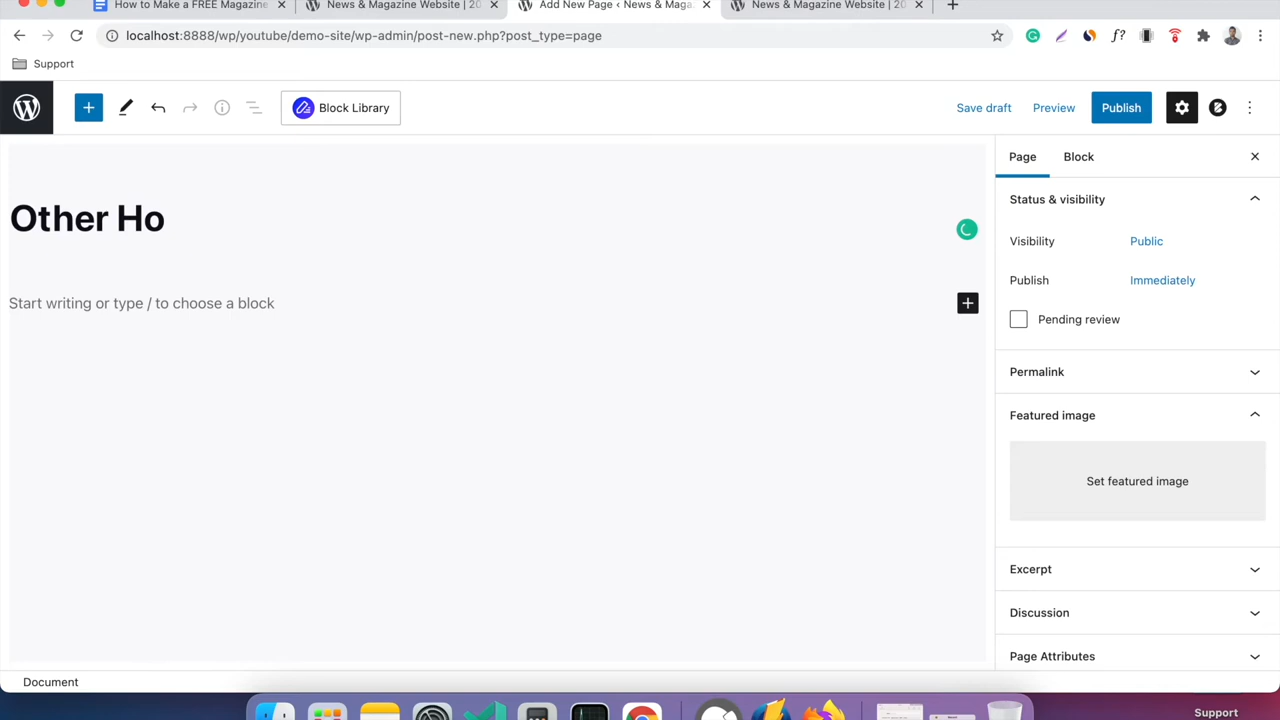 How to Make a FREE Magazine
News & Magazine Website | 20
Add New Page ‹ News & Maga
News & Magazine Website | 20
localhost:8888/wp/youtube/demo-site/wp-admin/post-new.php?post_type=page
f?
Support
Block Library
Save draft
Preview
Publish
Page
Block
Other Ho
Start writing or type / to choose a block
Status & visibility
Visibility
Public
Publish
Immediately
Pending review
Permalink
Featured image
Set featured image
Excerpt
Discussion
Page Attributes
Document
Support